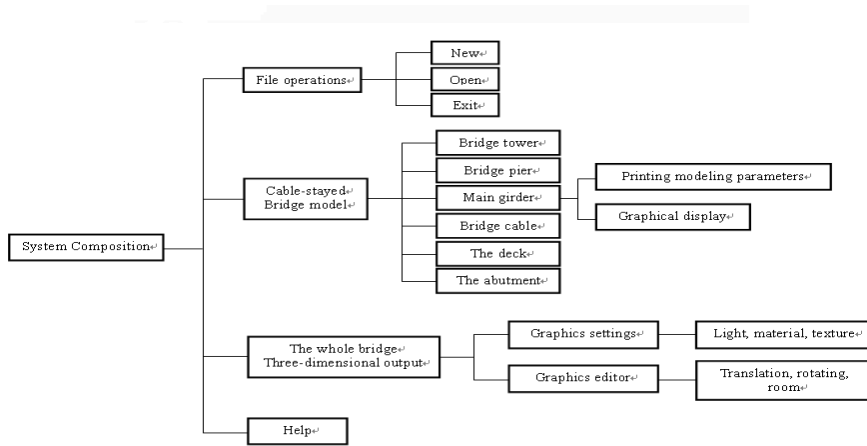 New
File operations
Open
Exit
Bridge tower
Bridge pier
Printing modeling parameters
Cable-stayed
Bridge model
Main girder
Graphical display
Bridge cable
System Composition
The deck
The abutment
The whole bridge
Three-dimensional output
Graphics settings
Light, material, texture
Graphics editor
Translation, rotating,
room
Help